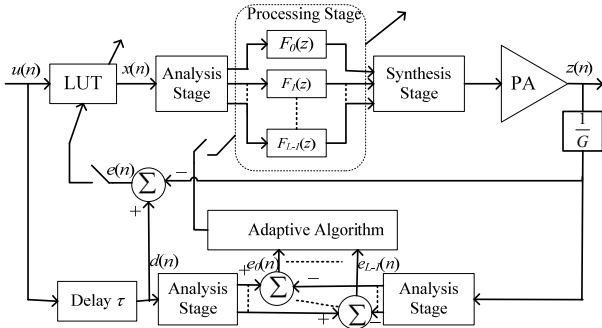 Processing Stage
u(n)
LUT
x(n)
Analysis
Stage
F0(z)
F1(z)
FL-1(z)
Synthesis
Stage
PA
z(n)
1
G
e(n)
Σ
−
+
d(n)
Adaptive Algorithm
e0(n)
eL-1(n)
Delay τ
Analysis
Stage
+
Σ
−
+
Σ
−
Analysis
Stage